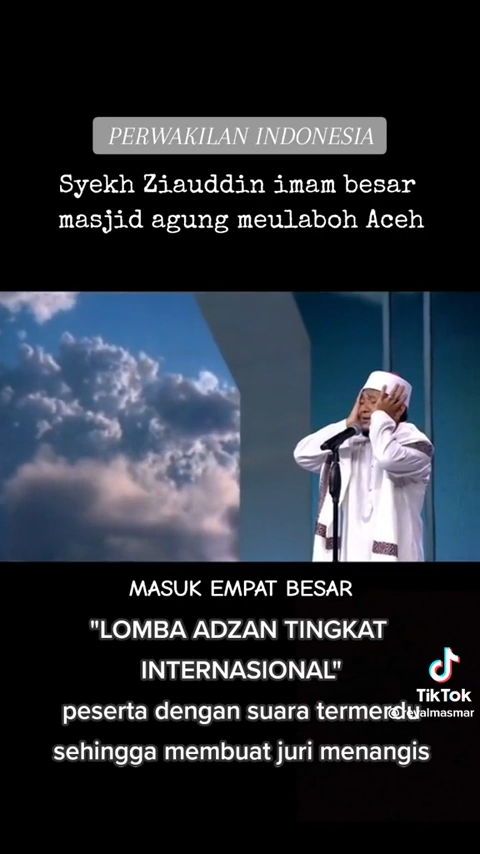 PERWAKILAN INDONESIA
Syekh Ziauddin imam besar
masjid agung meulaboh Aceh
MASUK EMPAT BESAR
"LOMBA ADZAN TINGKAT
INTERNASIONAL"
peserta dengan suara termerdu
sehingga membuat juri menangis
TikTok